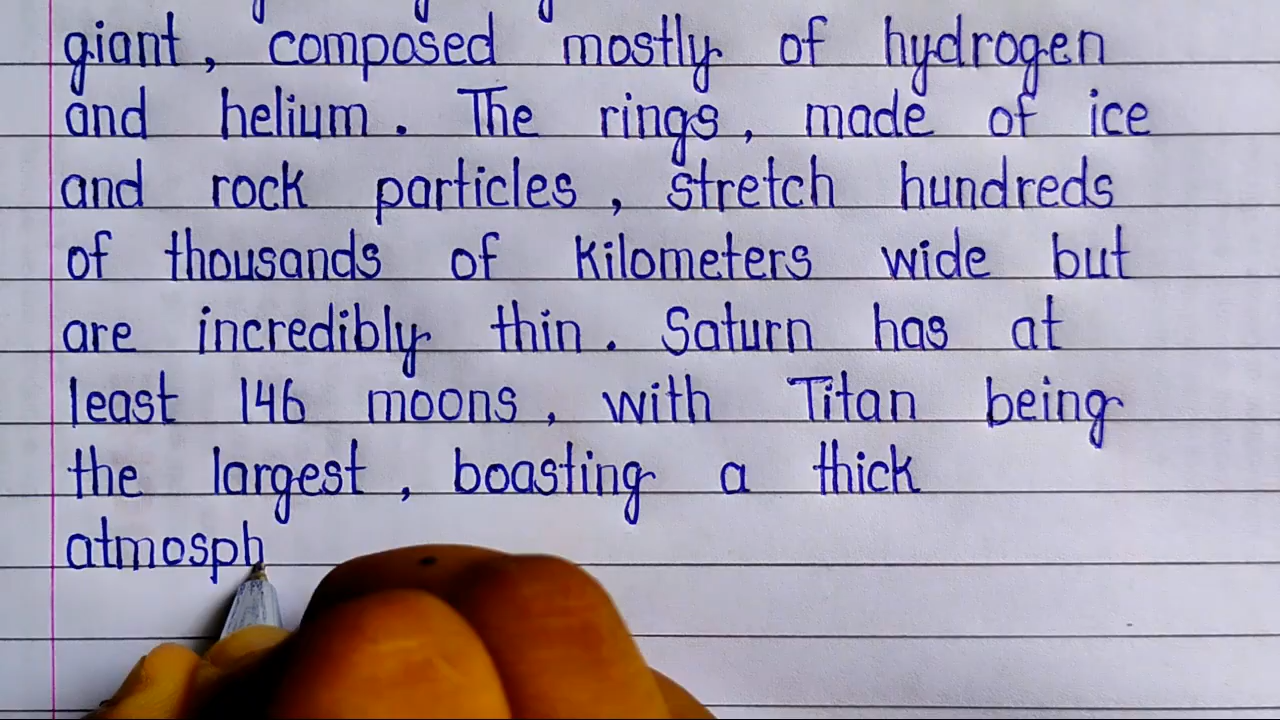 giant, composed mostly of hydrogen
and helium. The rings, made of ice
and rock particles, stretch hundreds
of thousands of kilometers wide but
are incredibly thin. Saturn has at
least 146 moons, with Titan being
the largest, boasting a thick
atmosph